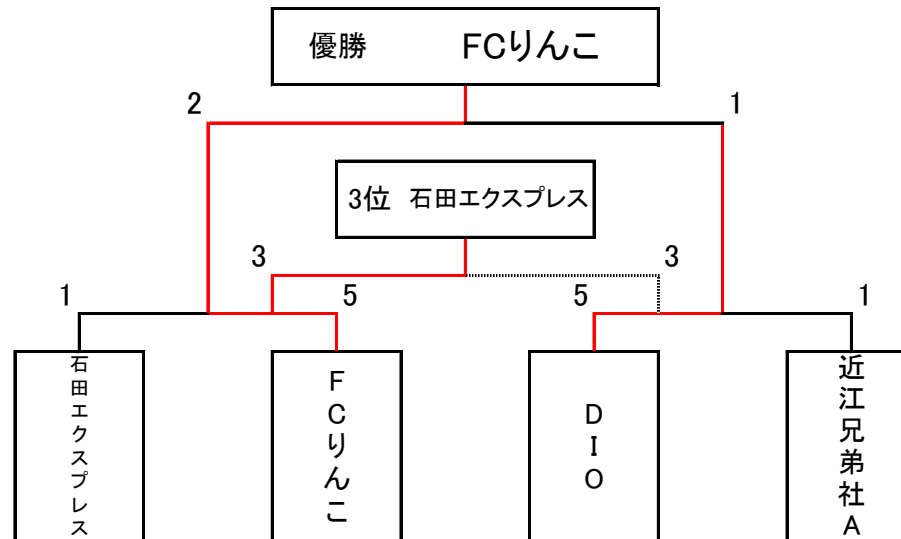 優勝 FCりんこ
2 1
3位 石田エクスプレス
3 3
1 5 5 1
石田エクスプレス
FCりんこ
DIO
近江兄弟社A